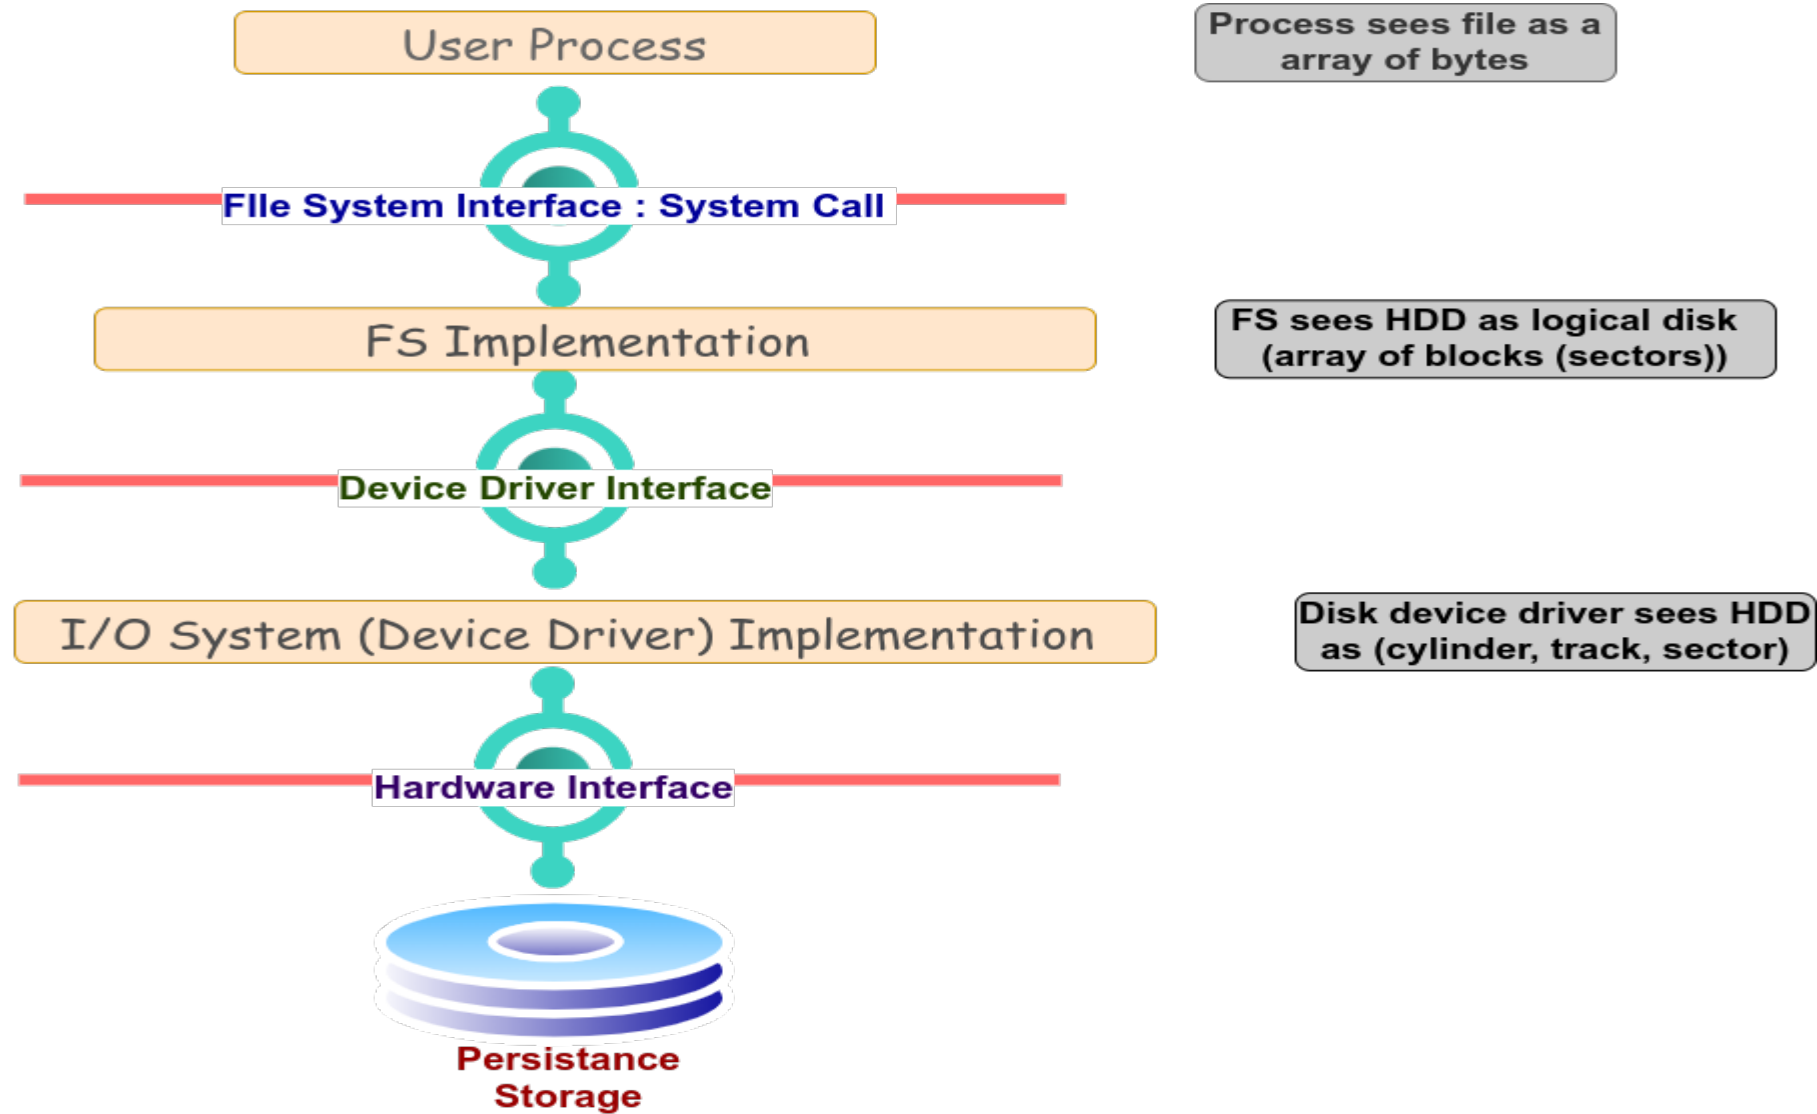 User Process
Process sees file as a
array of bytes
FIle System Interface : System Call
FS Implementation
FS sees HDD as logical disk
(array of blocks (sectors))
Device Driver Interface
I/O System (Device Driver) Implementation
Disk device driver sees HDD
as (cylinder, track, sector)
Hardware Interface
Persistance
Storage